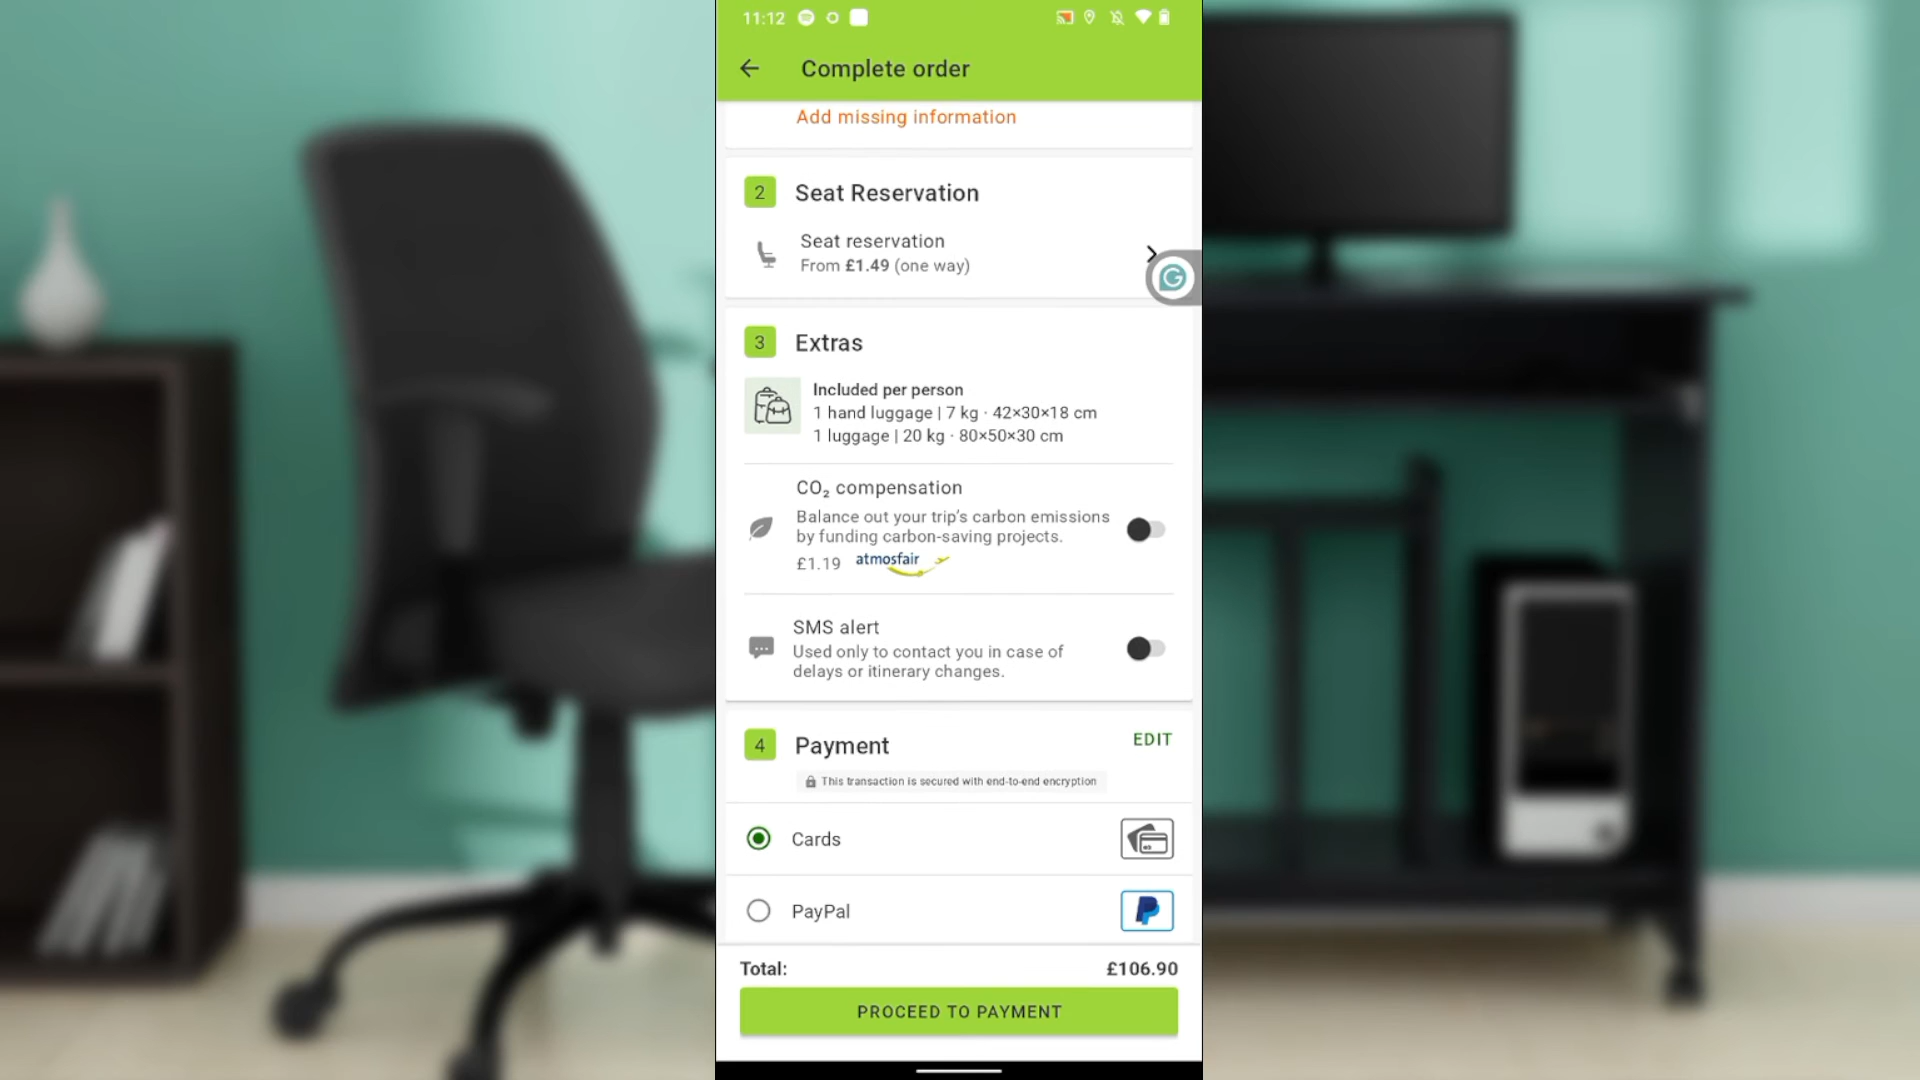 11:12
Complete order
Add missing information
2 Seat Reservation
Seat reservation
From £1.49 (one way)
3 Extras
Included per person
1 hand luggage | 7 kg · 42×30×18 cm
1 luggage | 20 kg · 80×50×30 cm
CO₂ compensation
Balance out your trip's carbon emissions
by funding carbon-saving projects.
£1.19 atmosfair
SMS alert
Used only to contact you in case of
delays or itinerary changes.
4 Payment EDIT
This transaction is secured with end-to-end encryption
Cards
PayPal
Total: £106.90
PROCEED TO PAYMENT